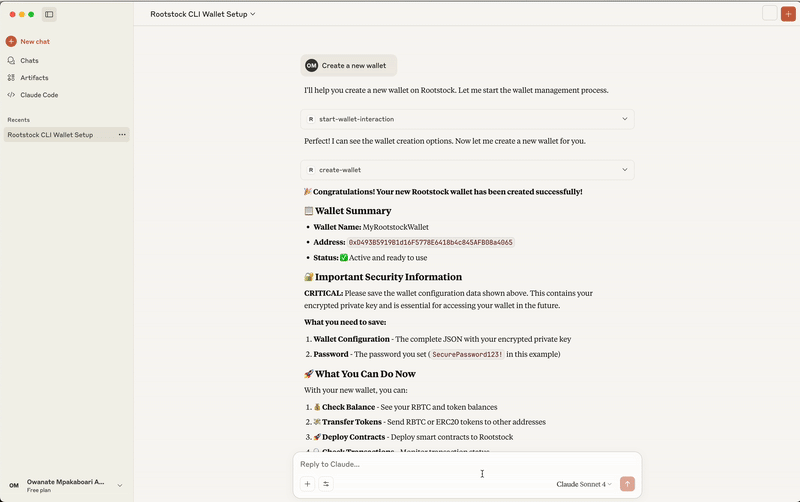 Rootstock CLI Wallet Setup
New chat
Chats
Artifacts
Claude Code
Recents
Rootstock CLI Wallet Setup
OM Create a new wallet
I'll help you create a new wallet on Rootstock. Let me start the wallet management process.
R start-wallet-interaction
Perfect! I can see the wallet creation options. Now let me create a new wallet for you.
R create-wallet
🎉 Congratulations! Your new Rootstock wallet has been created successfully!
📋 Wallet Summary
• Wallet Name: MyRootstockWallet
• Address: 0xD493B5919B1d16F5778E6418b4c845AFB08a4065
• Status: ✅ Active and ready to use
🔐 Important Security Information
CRITICAL: Please save the wallet configuration data shown above. This contains your
encrypted private key and is essential for accessing your wallet in the future.
What you need to save:
1. Wallet Configuration - The complete JSON with your encrypted private key
2. Password - The password you set ( SecurePassword123! in this example)
🚀 What You Can Do Now
With your new wallet, you can:
1. 💰 Check Balance - See your RBTC and token balances
2. 💸 Transfer Tokens - Send RBTC or ERC20 tokens to other addresses
3. 🚀 Deploy Contracts - Deploy smart contracts to Rootstock
4. 🔍 Check Transactions - Monitor transaction status
Reply to Claude...
Claude Sonnet 4
OM Owanate Mpakaboari A...
Free plan